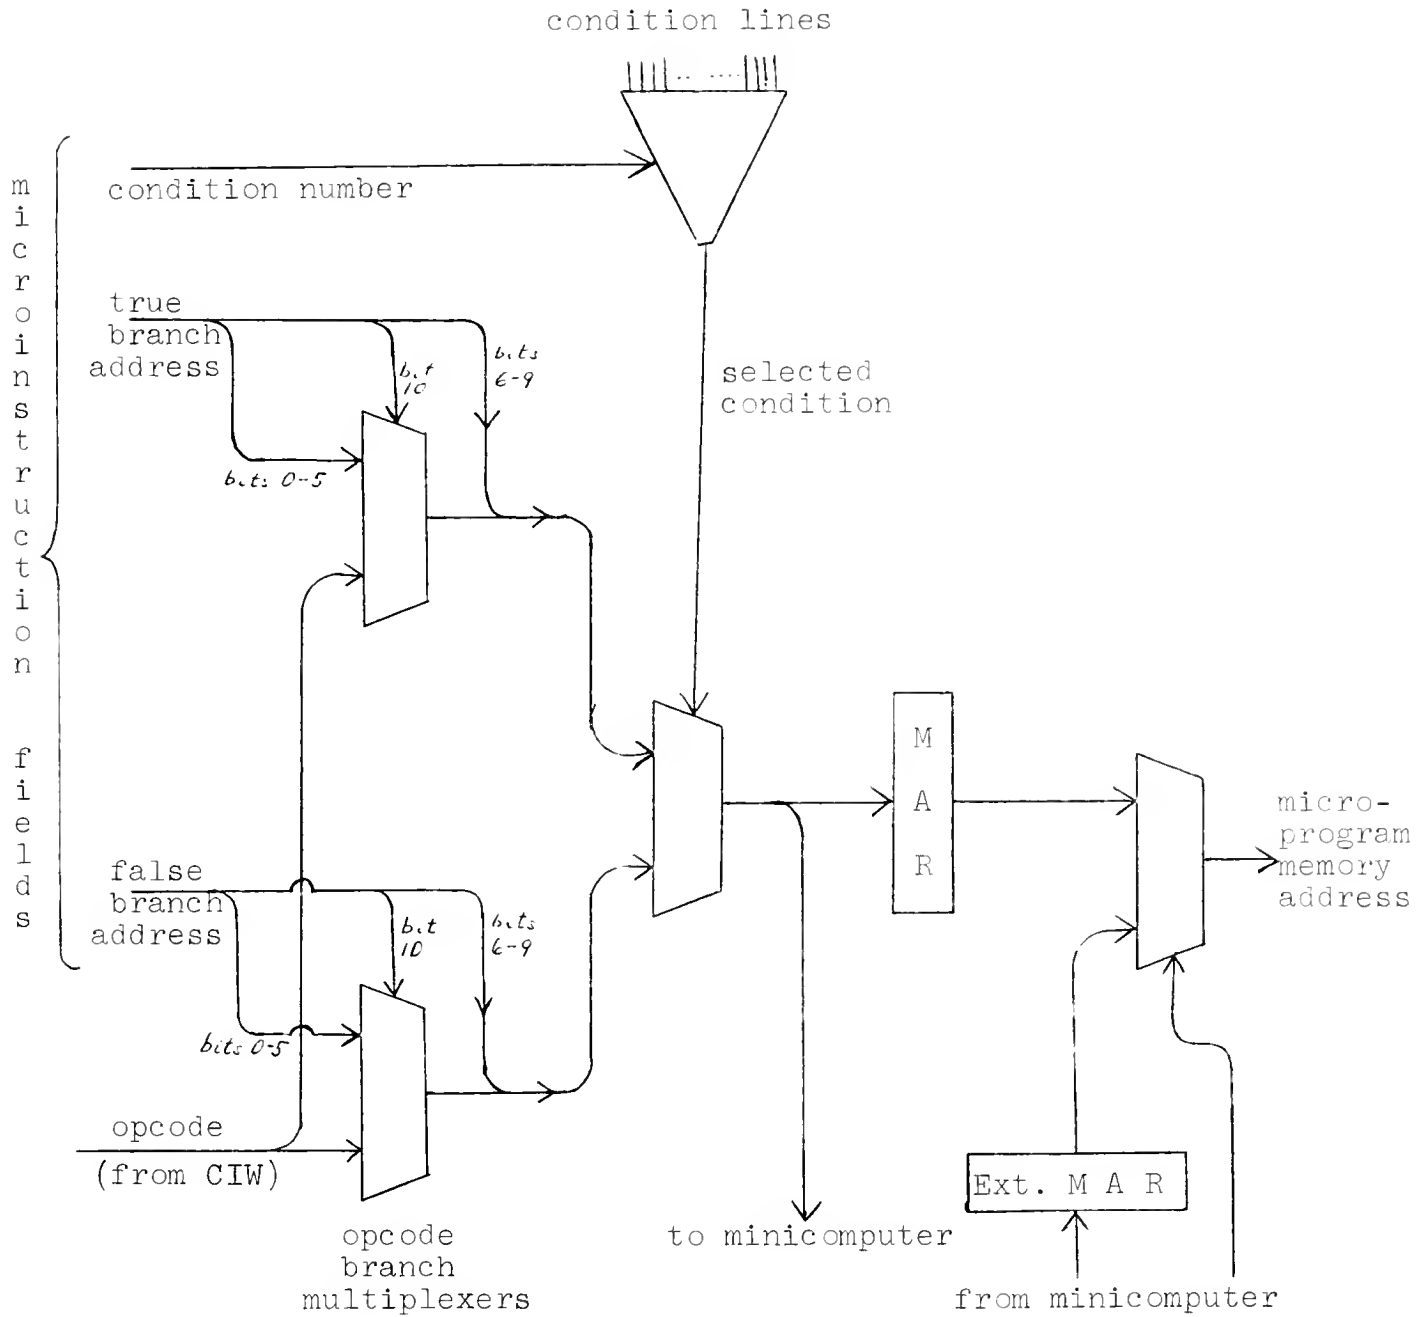 condition lines
microinstruction fields
condition number
true
branch
address
bit
10
bits
6-9
bits 0-5
selected
condition
M
A
R
micro-
program
memory
address
false
branch
address
bit
10
bits
6-9
bits 0-5
opcode
(from CIW)
Ext. M A R
opcode
branch
multiplexers
to minicomputer
from minicomputer